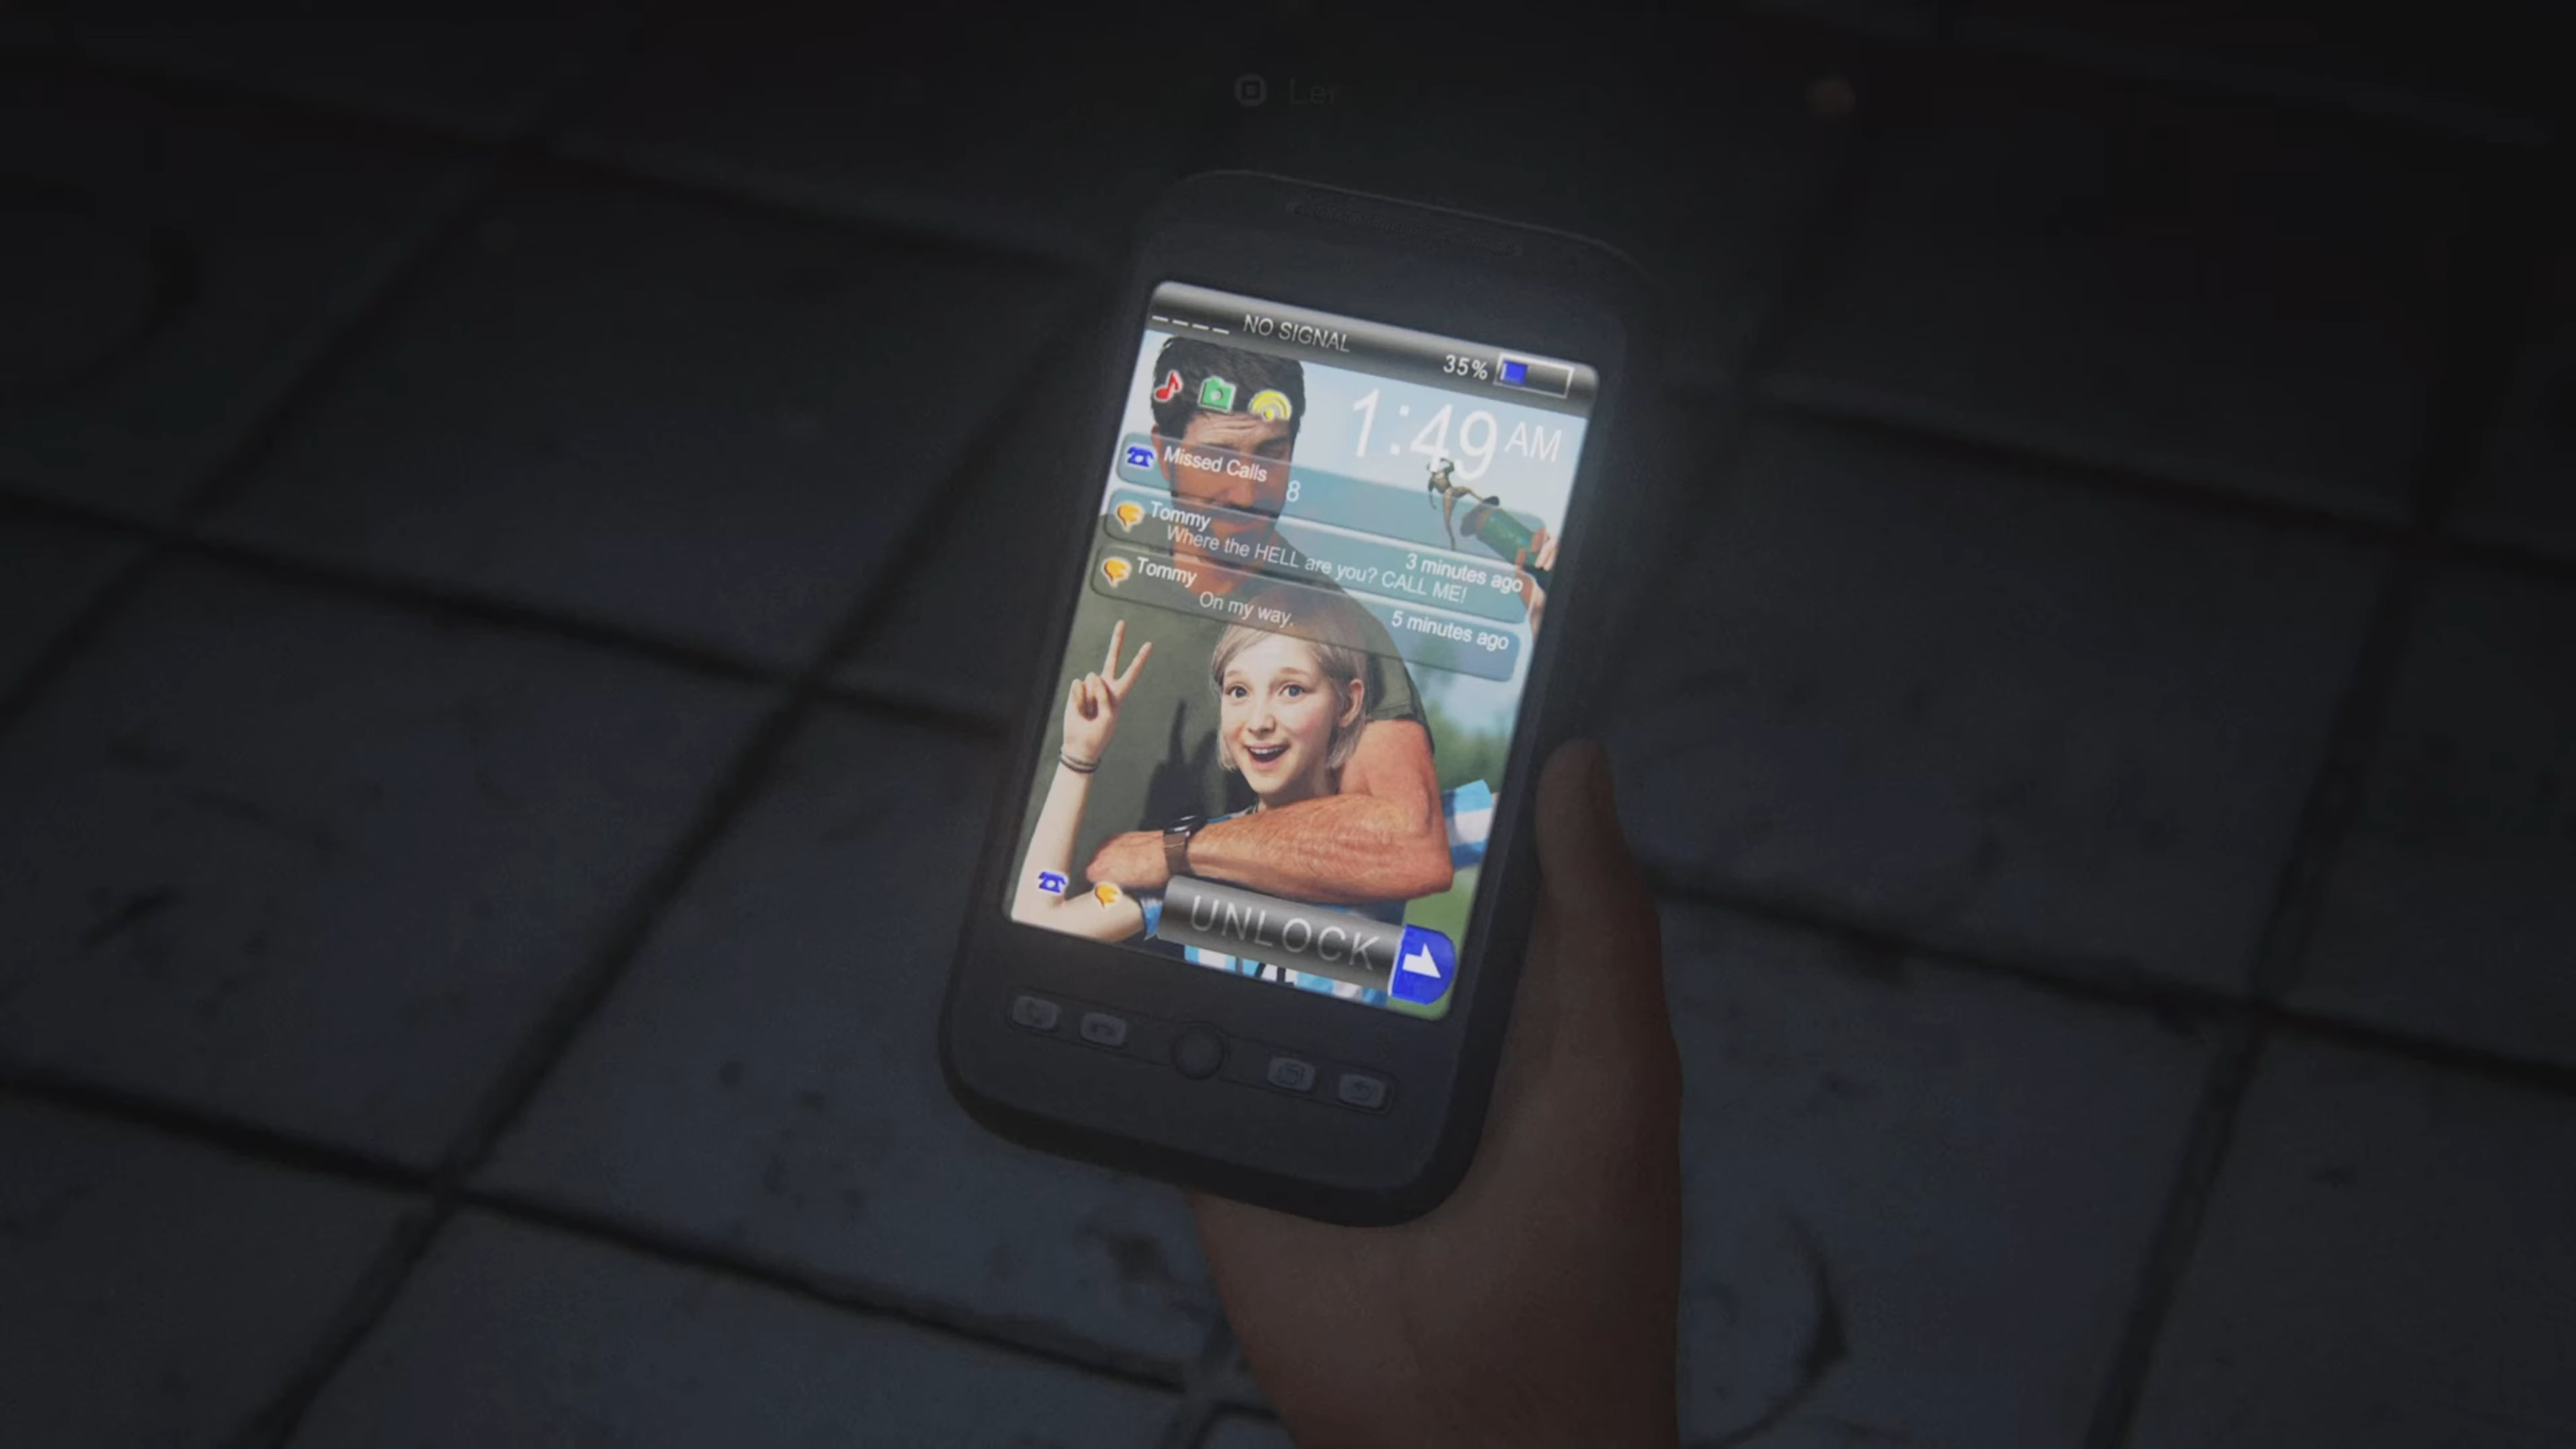 NO SIGNAL
35%
1:49 AM
Missed Calls
8
Tommy
3 minutes ago
Where the HELL are you? CALL ME!
Tommy
5 minutes ago
On my way.
UNLOCK